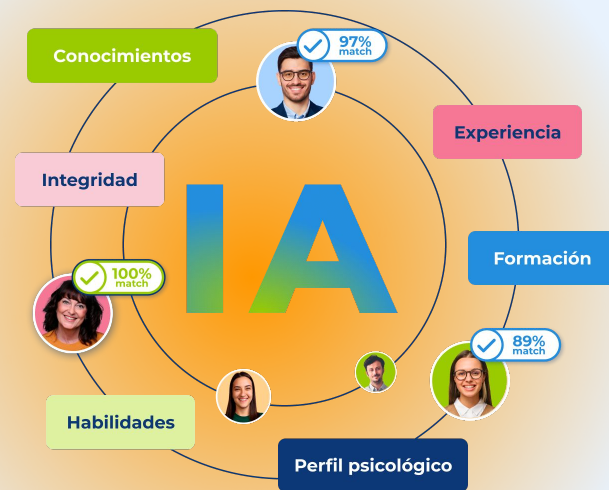 97%
match
Conocimientos
Experiencia
Integridad
IA
Formación
100%
match
89%
match
Habilidades
Perfil psicológico